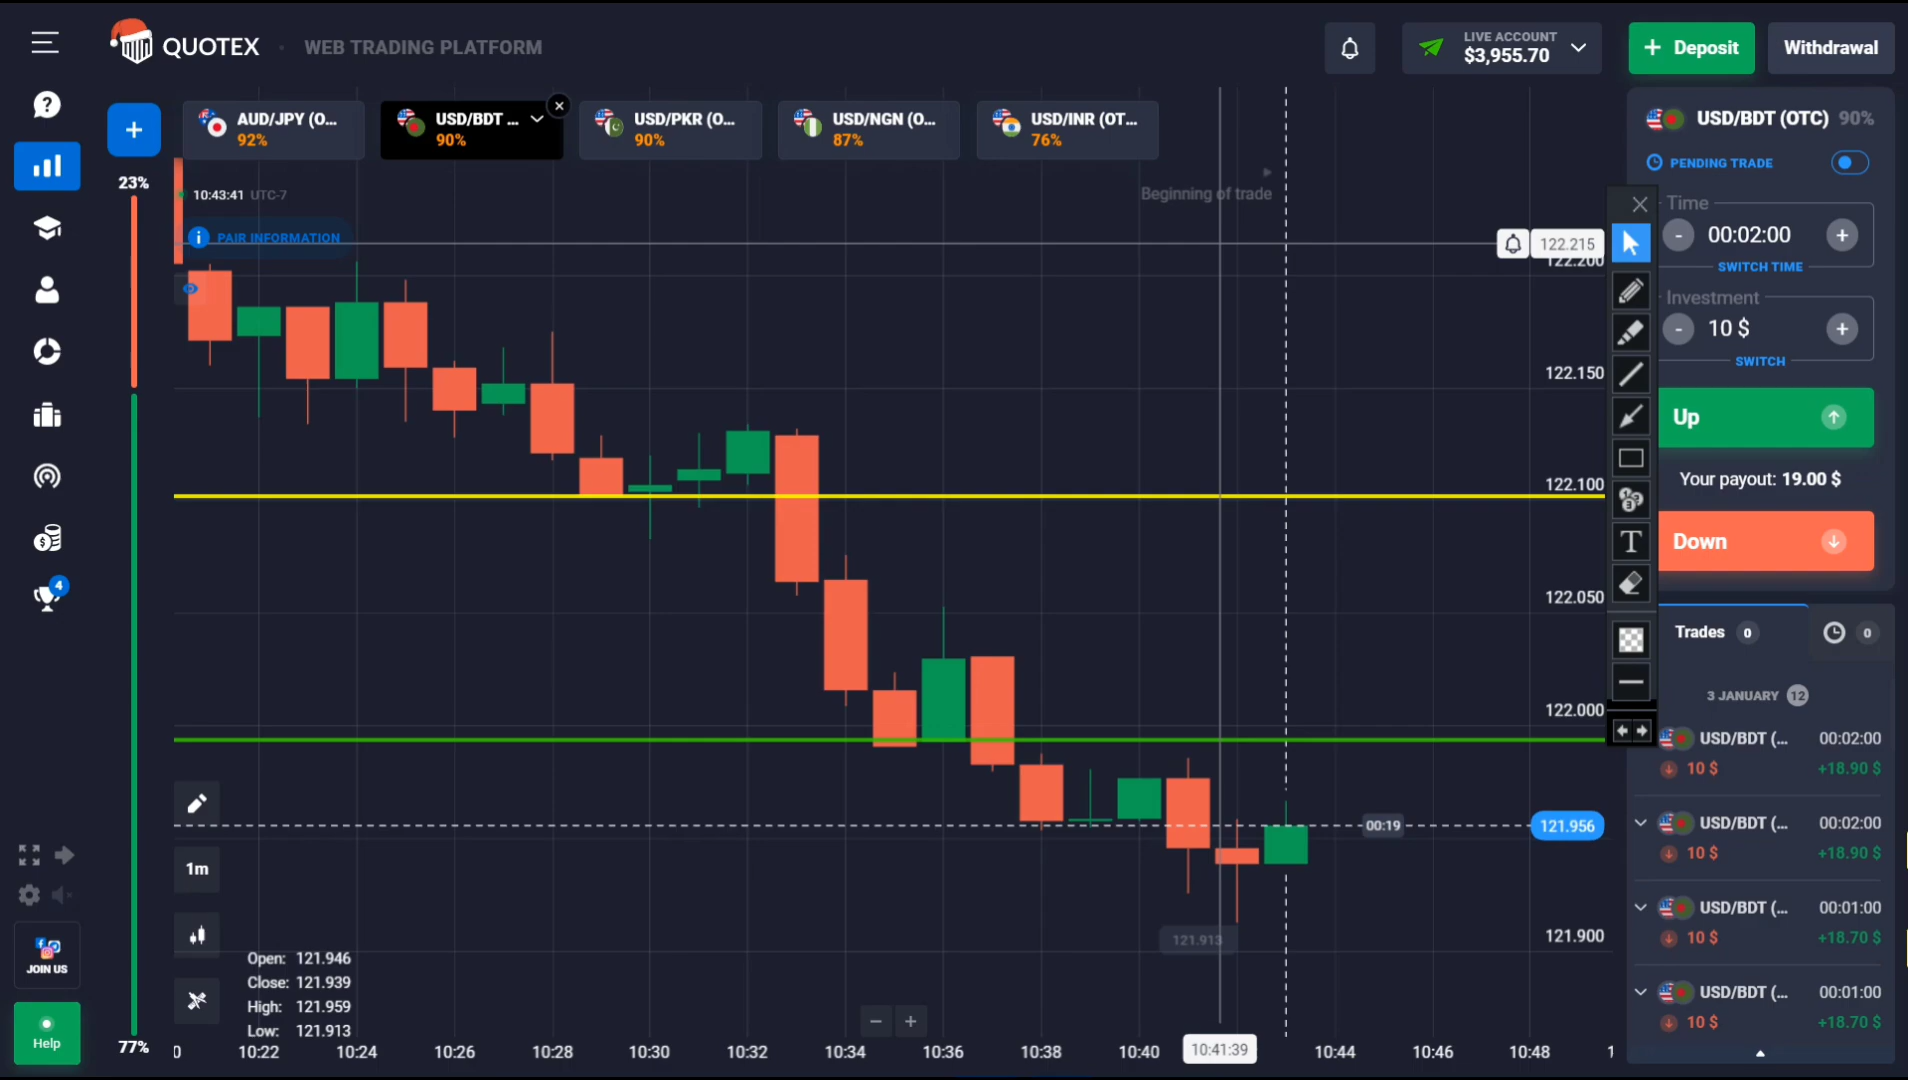 QUOTEX
WEB TRADING PLATFORM
LIVE ACCOUNT
$3,955.70
+ Deposit
Withdrawal
AUD/JPY (O...
92%
USD/BDT ...
90%
USD/PKR (O...
90%
USD/NGN (O...
87%
USD/INR (OT...
76%
USD/BDT (OTC) 90%
PENDING TRADE
23%
10:43:41 UTC-7
Beginning of trade
PAIR INFORMATION
122.215
122.200
122.150
122.100
122.050
122.000
121.956
121.900
00:19
121.913
Time
- 00:02:00 +
SWITCH TIME
Investment
- 10 $ +
SWITCH
Up
Your payout: 19.00 $
Down
T
Trades 0
0
3 JANUARY 12
USD/BDT (... 00:02:00
10 $ +18.90 $
USD/BDT (... 00:02:00
10 $ +18.90 $
USD/BDT (... 00:01:00
10 $ +18.70 $
USD/BDT (... 00:01:00
10 $ +18.70 $
4
JOIN US
Help
77%
1m
Open: 121.946
Close: 121.939
High: 121.959
Low: 121.913
0 10:22 10:24 10:26 10:28 10:30 10:32 10:34 10:36 10:38 10:40 10:41:39 10:44 10:46 10:48 1